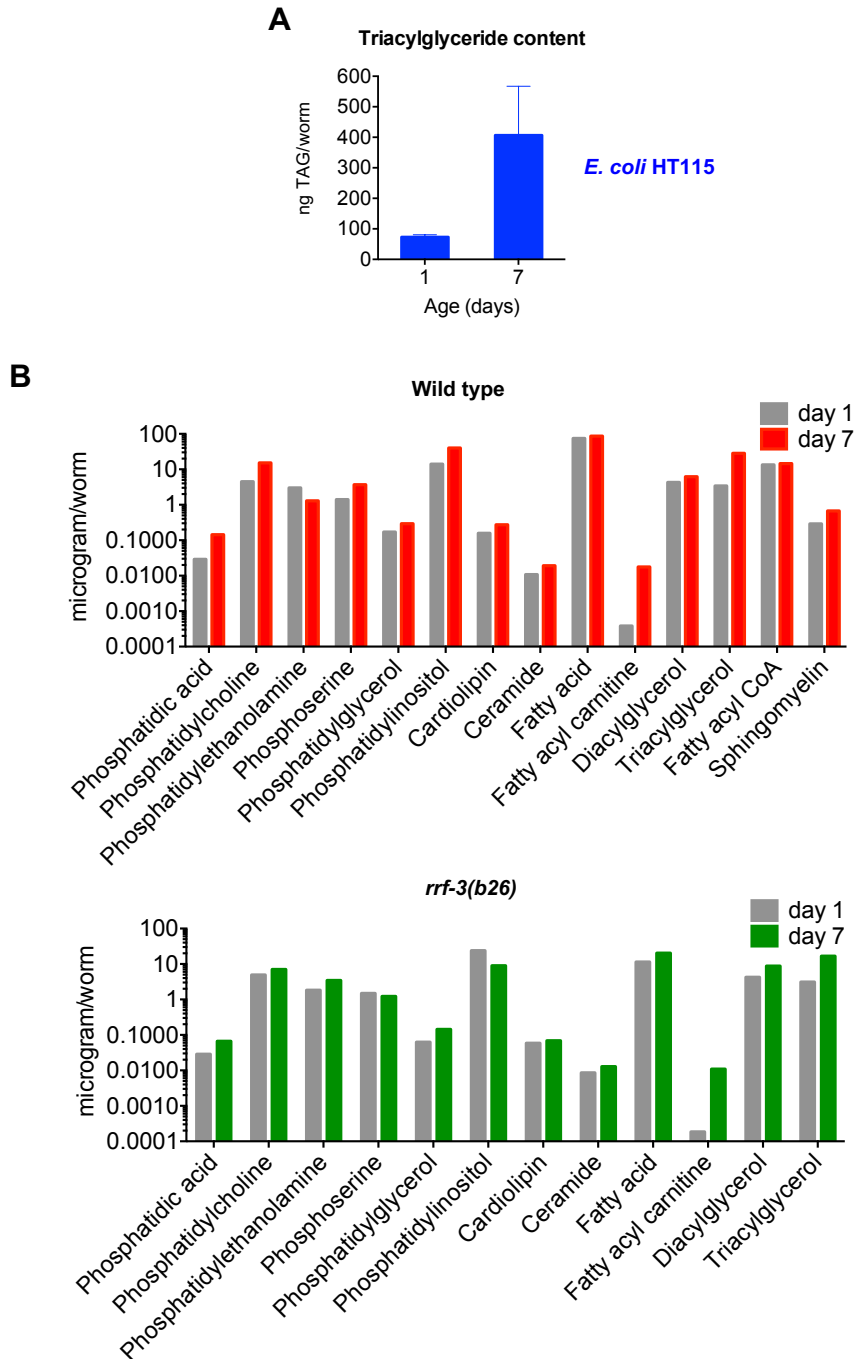 A
Triacylglyceride content
600
500
400
300
200
100
0
ng TAG/worm
1
7
Age (days)
E. coli HT115
B
Wild type
day 1
day 7
100
10
1
0.1000
0.0100
0.0010
0.0001
microgram/worm
Phosphatidic acid
Phosphatidylcholine
Phosphatidylethanolamine
Phosphoserine
Phosphatidylglycerol
Phosphatidylinositol
Cardiolipin
Ceramide
Fatty acid
Fatty acyl carnitine
Diacylglycerol
Triacylglycerol
Fatty acyl CoA
Sphingomyelin
rrf-3(b26)
day 1
day 7
100
10
1
0.1000
0.0100
0.0010
0.0001
microgram/worm
Phosphatidic acid
Phosphatidylcholine
Phosphatidylethanolamine
Phosphoserine
Phosphatidylglycerol
Phosphatidylinositol
Cardiolipin
Ceramide
Fatty acid
Fatty acyl carnitine
Diacylglycerol
Triacylglycerol